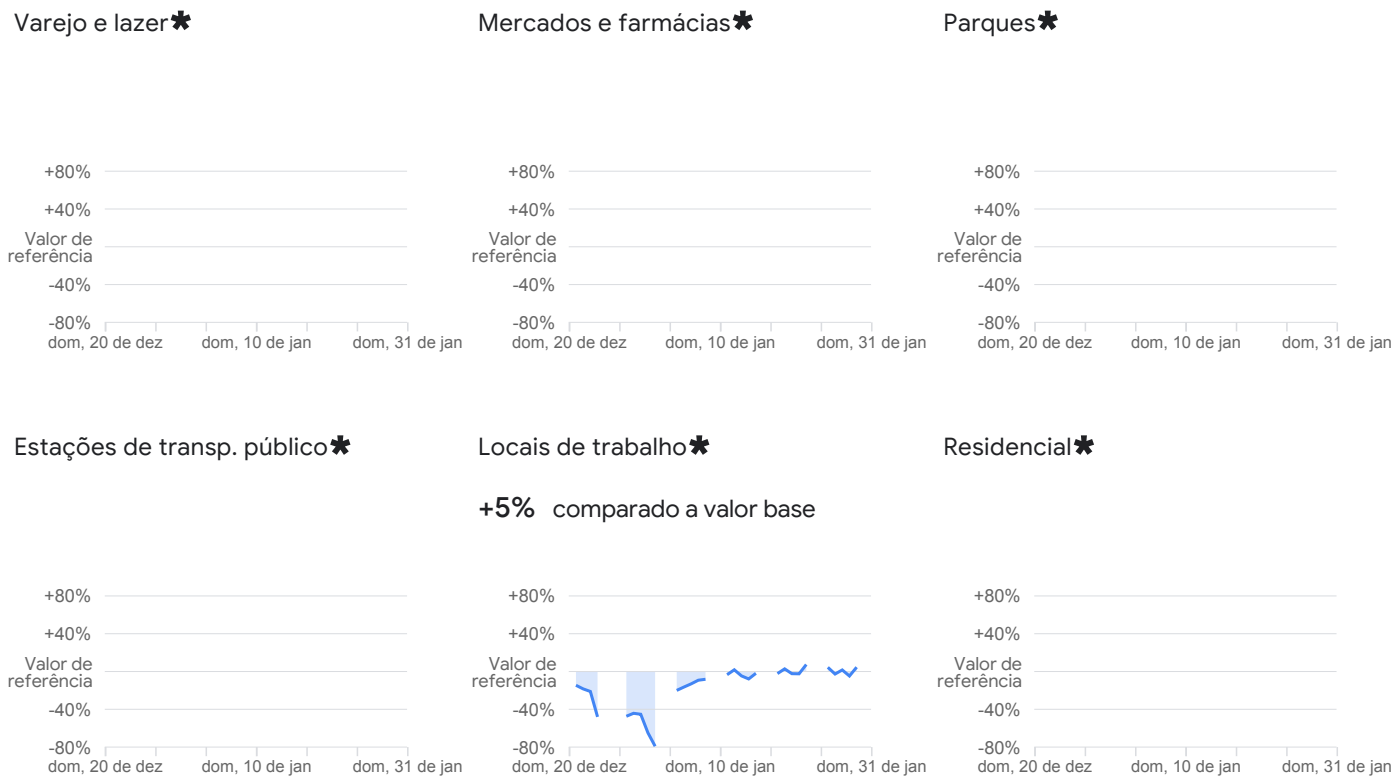 Varejo e lazer*
+80%
+40%
Valor de
referência
-40%
-80%
dom, 20 de dez dom, 10 de jan dom, 31 de jan
Mercados e farmácias*
+80%
+40%
Valor de
referência
-40%
-80%
dom, 20 de dez dom, 10 de jan dom, 31 de jan
Parques*
+80%
+40%
Valor de
referência
-40%
-80%
dom, 20 de dez dom, 10 de jan dom, 31 de jan
Estações de transp. público*
+80%
+40%
Valor de
referência
-40%
-80%
dom, 20 de dez dom, 10 de jan dom, 31 de jan
Locais de trabalho*
+5% comparado a valor base
+80%
+40%
Valor de
referência
-40%
-80%
dom, 20 de dez dom, 10 de jan dom, 31 de jan
Residencial*
+80%
+40%
Valor de
referência
-40%
-80%
dom, 20 de dez dom, 10 de jan dom, 31 de jan